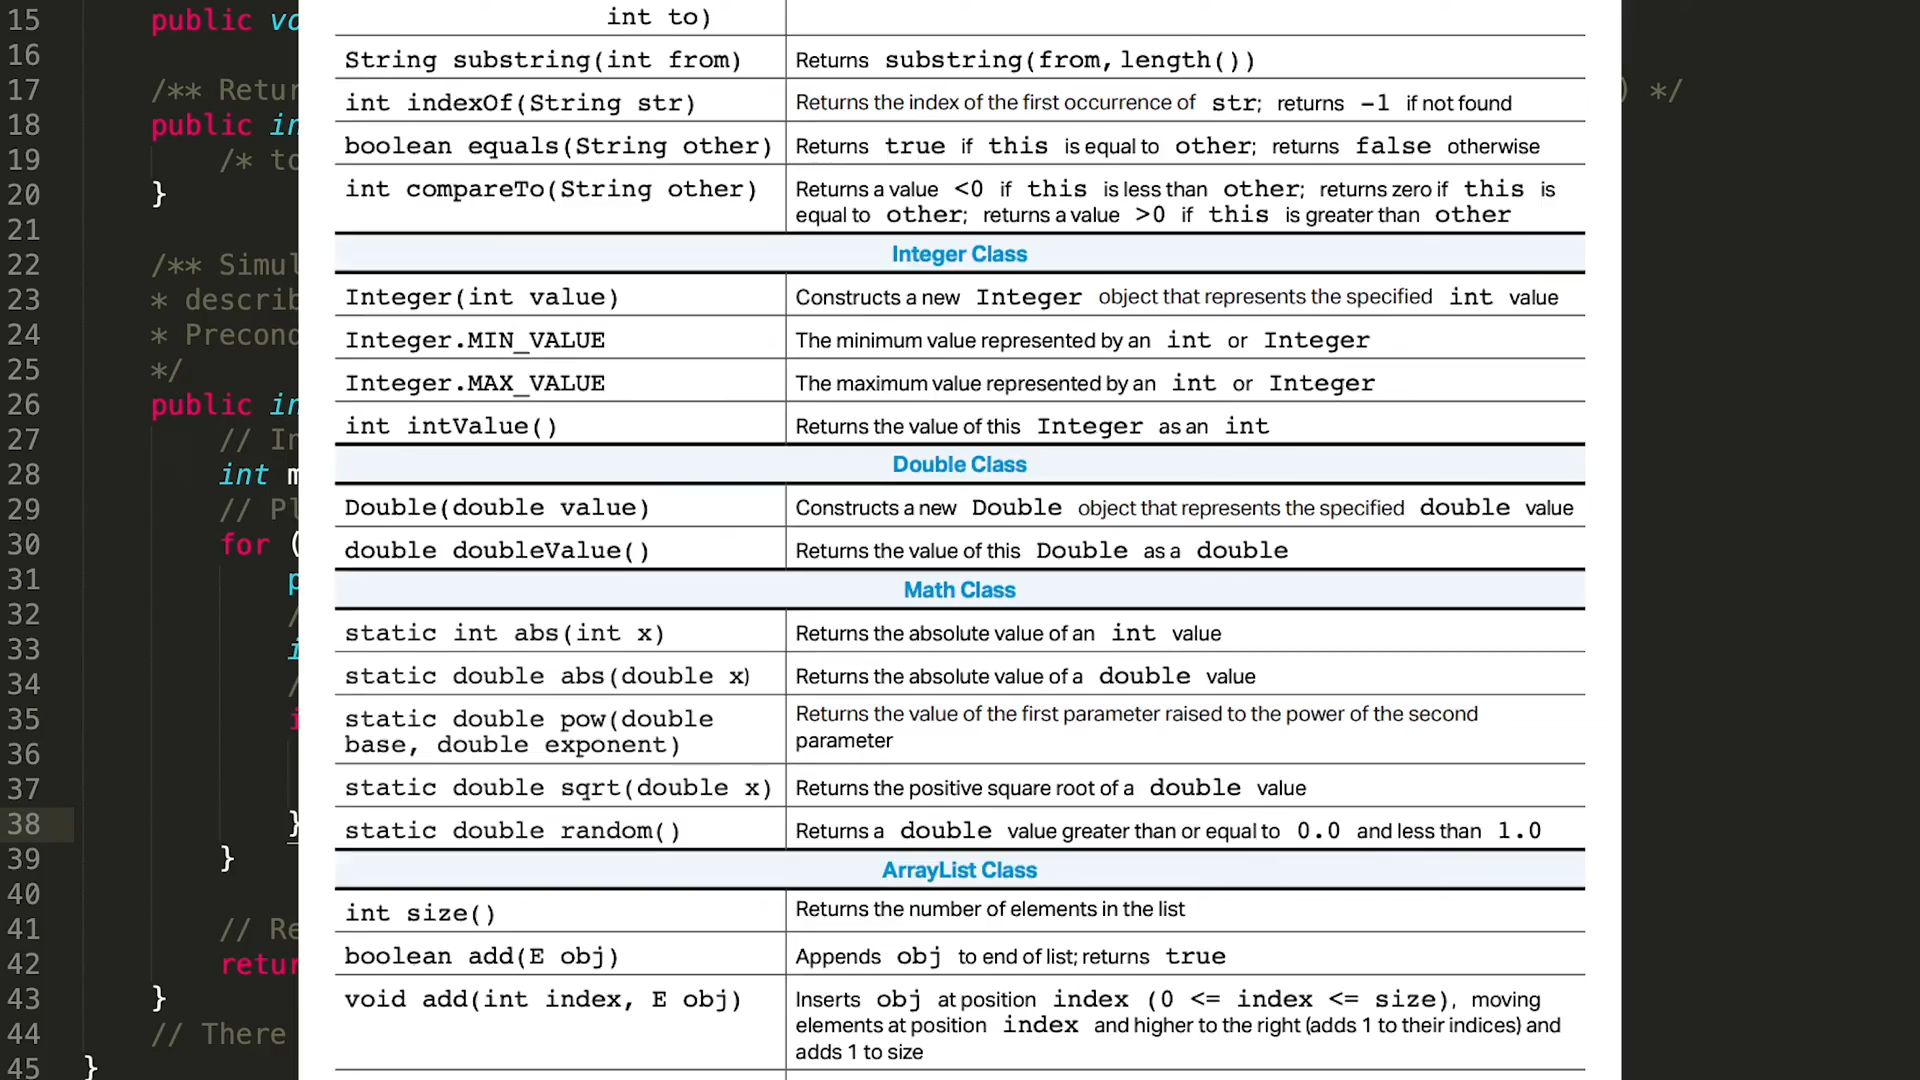 15 public vo
16
17 /** Retur ) */
18 public in
19 /* to
20 }
21
22 /** Simul
23 * describ
24 * Precond
25 */
26 public in
27 // In
28 int m
29 // Pl
30 for (
31 p
32 /
33 i
34 /
35 i
36
37
38 }
39 }
40
41 // Re
42 retur
43 }
44 // There
45 }
int to)
String substring(int from) Returns substring(from, length())
int indexOf(String str) Returns the index of the first occurrence of str; returns -1 if not found
boolean equals(String other) Returns true if this is equal to other; returns false otherwise
int compareTo(String other) Returns a value <0 if this is less than other; returns zero if this is
equal to other; returns a value >0 if this is greater than other
Integer Class
Integer(int value) Constructs a new Integer object that represents the specified int value
Integer.MIN_VALUE The minimum value represented by an int or Integer
Integer.MAX_VALUE The maximum value represented by an int or Integer
int intValue() Returns the value of this Integer as an int
Double Class
Double(double value) Constructs a new Double object that represents the specified double value
double doubleValue() Returns the value of this Double as a double
Math Class
static int abs(int x) Returns the absolute value of an int value
static double abs(double x) Returns the absolute value of a double value
static double pow(double Returns the value of the first parameter raised to the power of the second
base, double exponent) parameter
static double sqrt(double x) Returns the positive square root of a double value
static double random() Returns a double value greater than or equal to 0.0 and less than 1.0
ArrayList Class
int size() Returns the number of elements in the list
boolean add(E obj) Appends obj to end of list; returns true
void add(int index, E obj) Inserts obj at position index (0 <= index <= size), moving
elements at position index and higher to the right (adds 1 to their indices) and
adds 1 to size